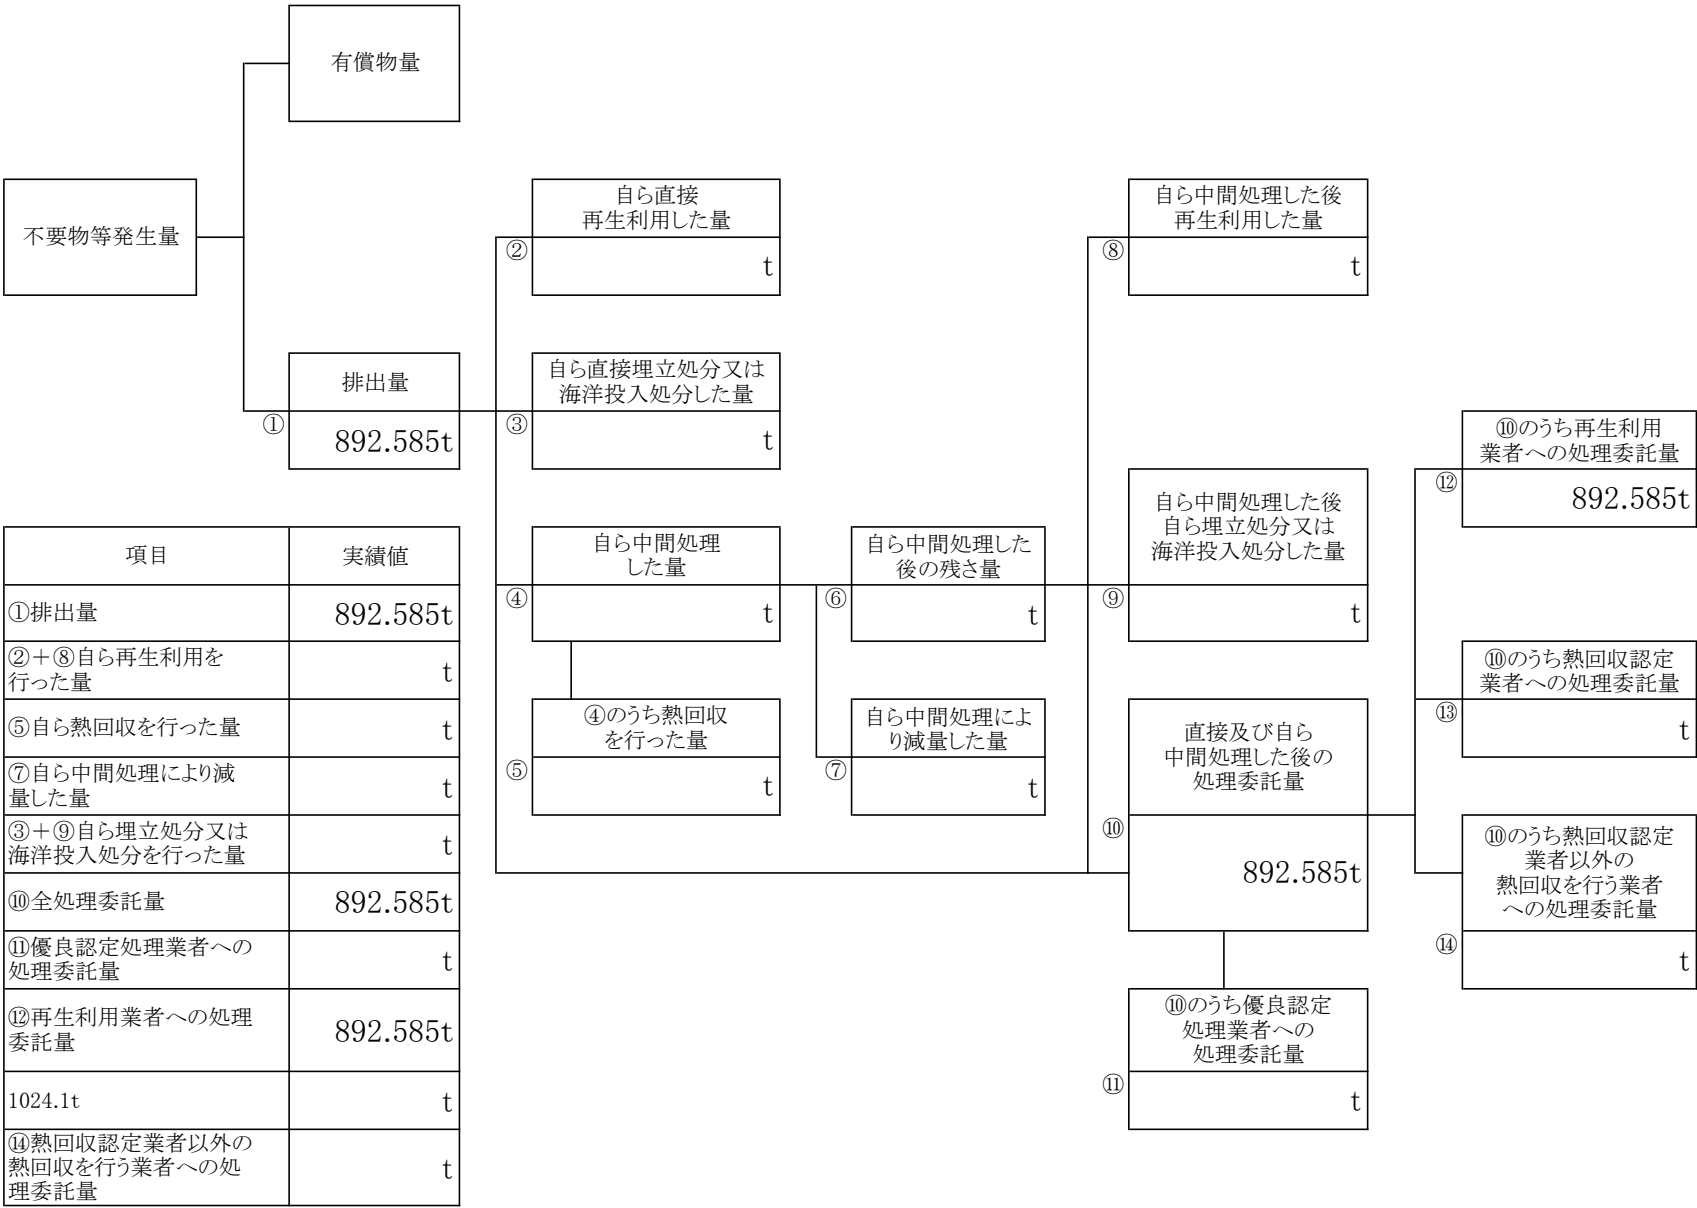 有償物量
不要物等発生量
自ら直接
再生利用した量
②
t
自ら中間処理した後
再生利用した量
⑧
t
排出量
①
892.585t
自ら直接埋立処分又は
海洋投入処分した量
③
t
⑩のうち再生利用
業者への処理委託量
⑫
892.585t
自ら中間処理
した量
④
t
自ら中間処理した
後の残さ量
⑥
t
自ら中間処理した後
自ら埋立処分又は
海洋投入処分した量
⑨
t
④のうち熱回収
を行った量
⑤
t
自ら中間処理によ
り減量した量
⑦
t
直接及び自ら
中間処理した後の
処理委託量
⑩
892.585t
⑩のうち熱回収認定
業者への処理委託量
⑬
t
⑩のうち熱回収認定
業者以外の
熱回収を行う業者
への処理委託量
⑭
t
⑩のうち優良認定
処理業者への
処理委託量
⑪
t
項目 実績値
①排出量 892.585t
②＋⑧自ら再生利用を
行った量 t
⑤自ら熱回収を行った量 t
⑦自ら中間処理により減
量した量 t
③＋⑨自ら埋立処分又は
海洋投入処分を行った量 t
⑩全処理委託量 892.585t
⑪優良認定処理業者への
処理委託量 t
⑫再生利用業者への処理
委託量 892.585t
1024.1t t
⑭熱回収認定業者以外の
熱回収を行う業者への処
理委託量 t